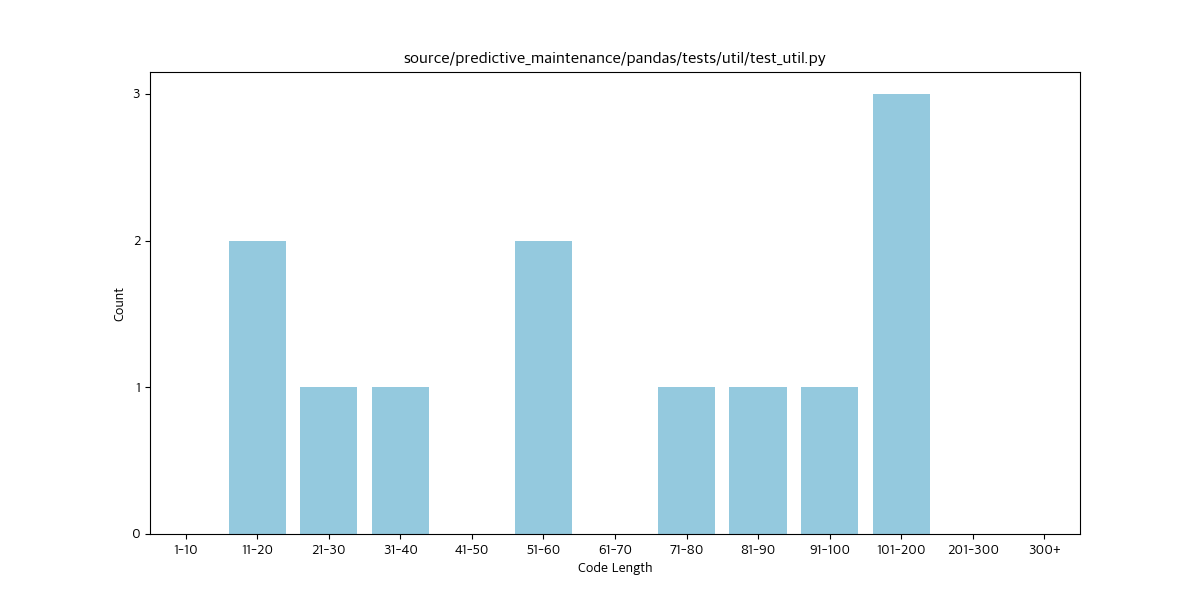 source/predictive_maintenance/pandas/tests/util/test_util.py
Count
3
2
1
0
1-10 11-20 21-30 31-40 41-50 51-60 61-70 71-80 81-90 91-100 101-200 201-300 300+
Code Length